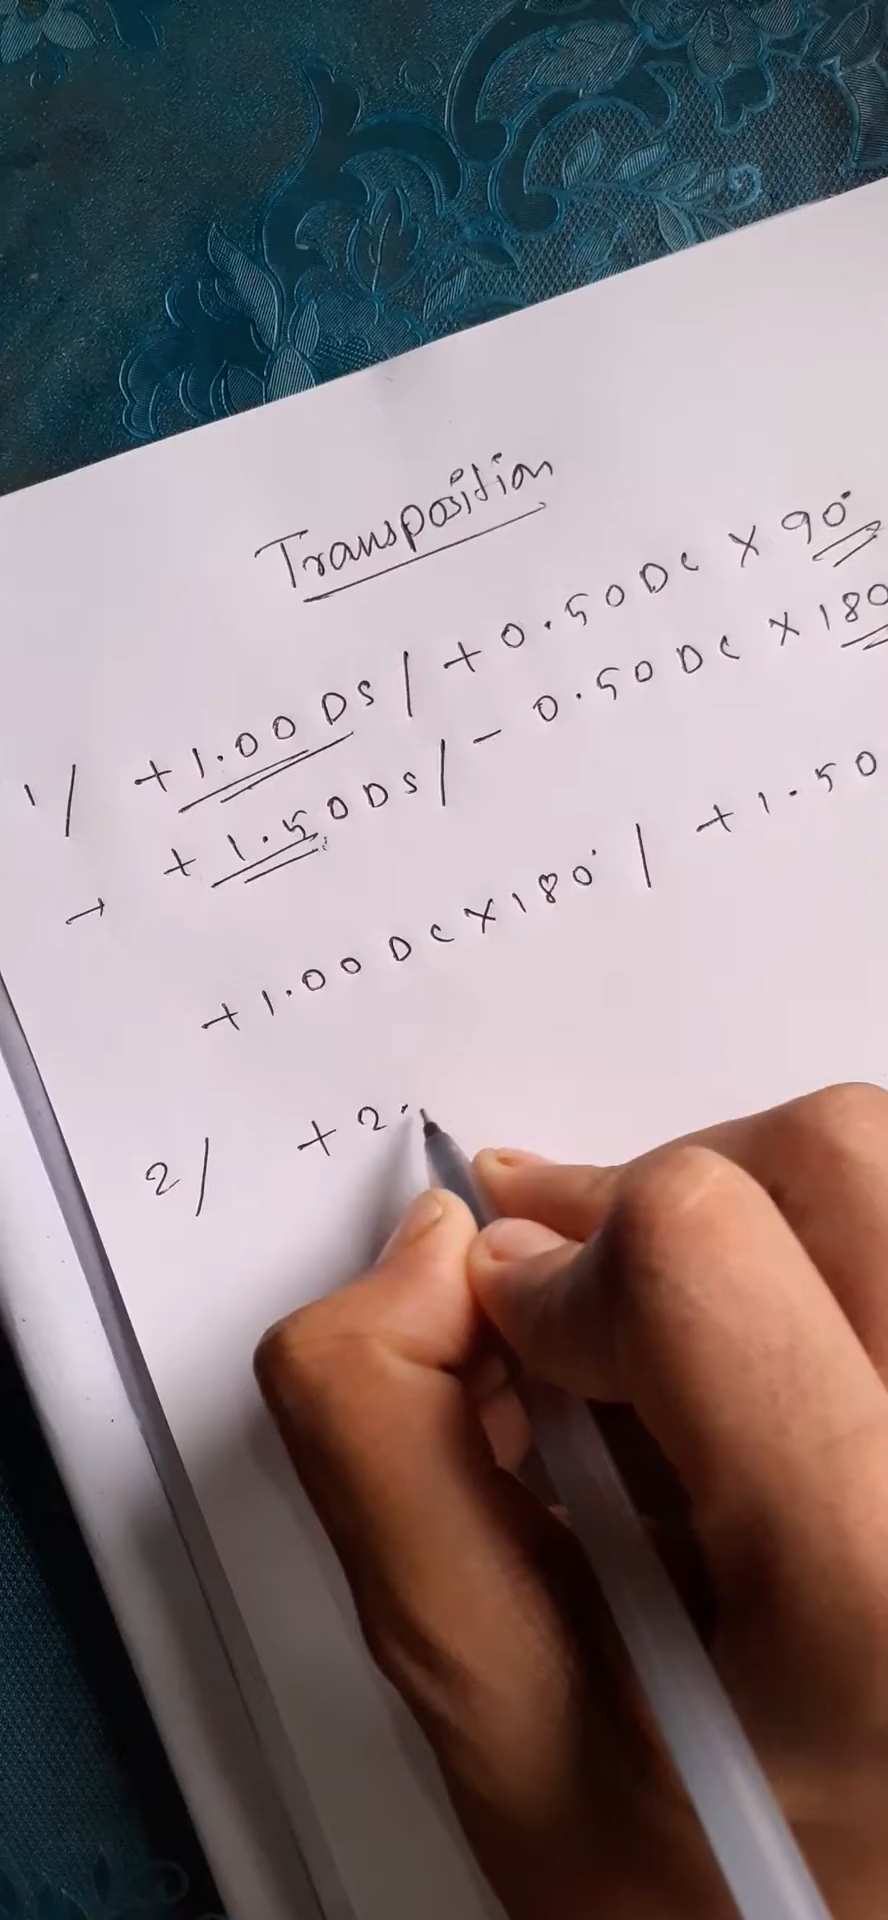 Transposition
1/ +1.00 DS / +0.50 DC X 90°
→ +1.50 DS / -0.50 DC X 180
+1.00 DC X 180° / +1.50
2/ +2.